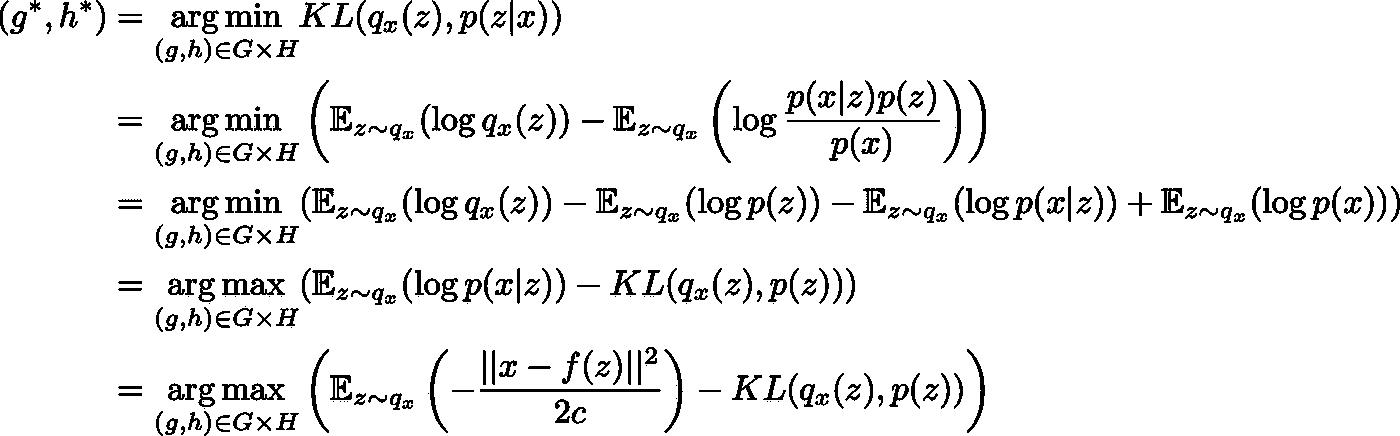 (g*, h*) = arg min_{(g,h)∈G×H} KL(q_x(z), p(z|x))
= arg min_{(g,h)∈G×H} ( 𝔼_{z∼q_x}(log q_x(z)) − 𝔼_{z∼q_x} ( log \frac{p(x|z)p(z)}{p(x)} ) )
= arg min_{(g,h)∈G×H} (𝔼_{z∼q_x}(log q_x(z)) − 𝔼_{z∼q_x}(log p(z)) − 𝔼_{z∼q_x}(log p(x|z)) + 𝔼_{z∼q_x}(log p(x)))
= arg max_{(g,h)∈G×H} (𝔼_{z∼q_x}(log p(x|z)) − KL(q_x(z), p(z)))
= arg max_{(g,h)∈G×H} ( 𝔼_{z∼q_x} ( −\frac{||x − f(z)||^2}{2c} ) − KL(q_x(z), p(z)) )